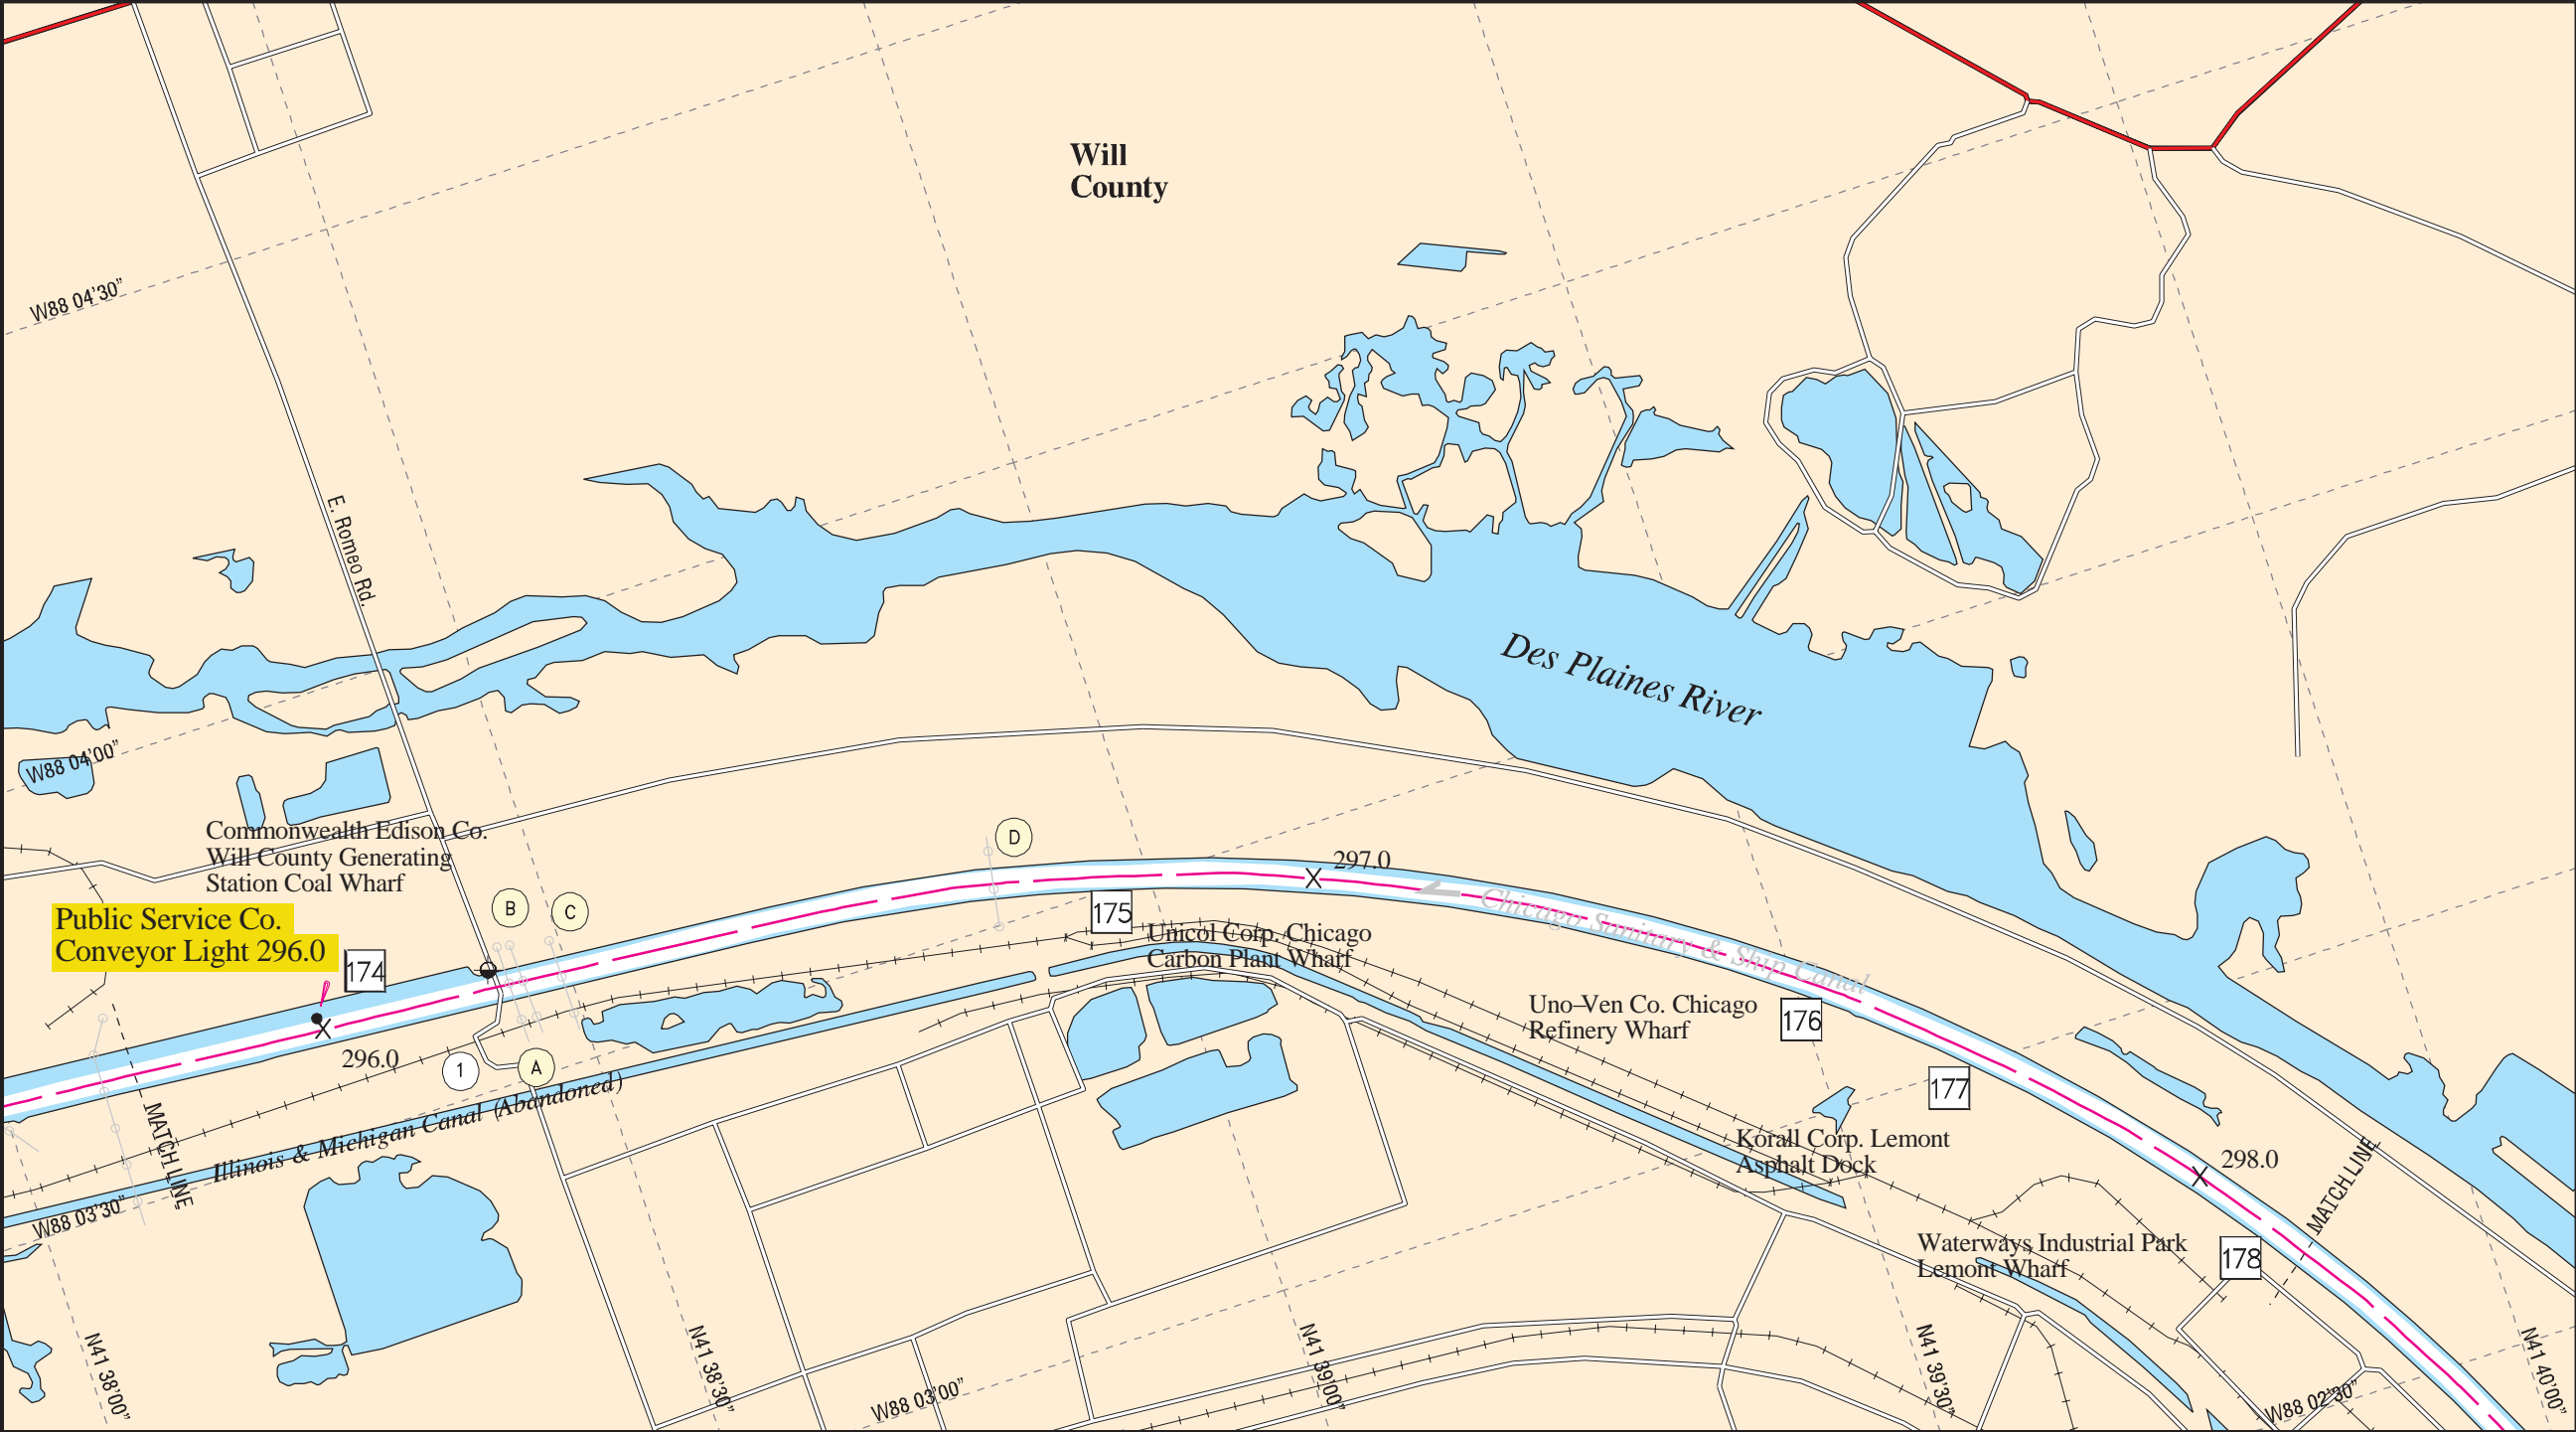 Will
County
W88 04'30"
E. Romeo Rd.
Des Plaines River
W88 04'00"
Commonwealth Edison Co.
Will County Generating
Station Coal Wharf
Public Service Co.
Conveyor Light 296.0
174
B
C
D
175
297.0
Unicol Corp. Chicago
Carbon Plant Wharf
Chicago Sanitary & Ship Canal
Uno-Ven Co. Chicago
Refinery Wharf
176
177
296.0
1
A
Illinois & Michigan Canal (Abandoned)
MATCH LINE
Korall Corp. Lemont
Asphalt Dock
298.0
MATCH LINE
W88 03'30"
Waterways Industrial Park
Lemont Wharf
178
N41 38'00"
N41 38'30"
W88 03'00"
N41 39'00"
N41 39'30"
W88 02'30"
N41 40'00"